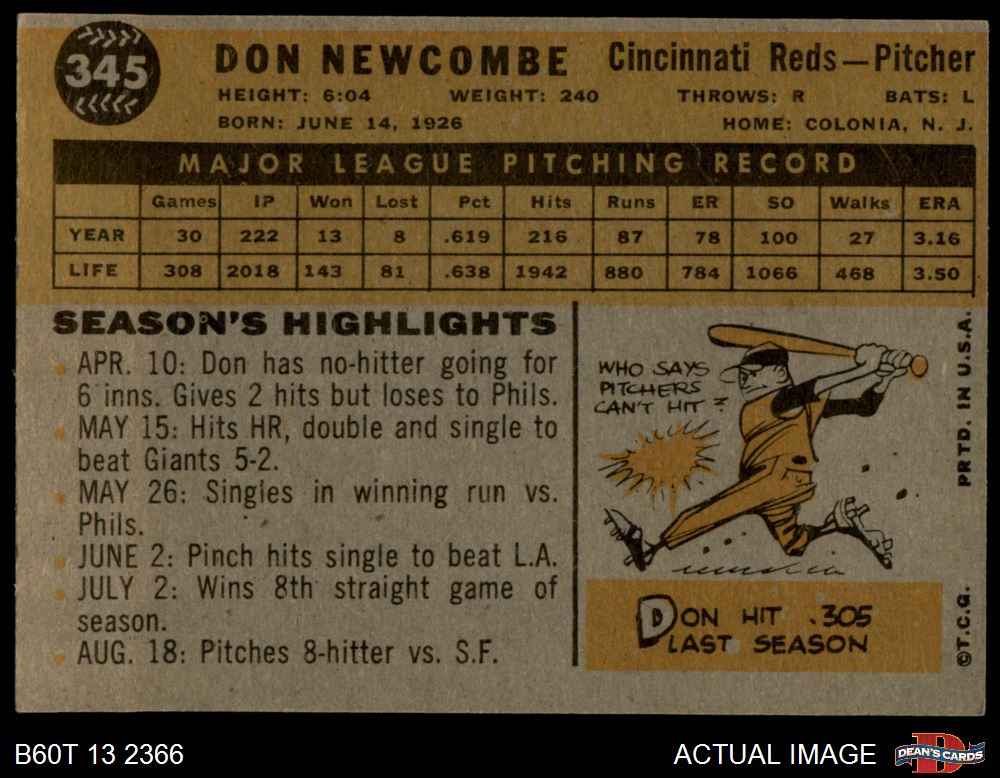 345
DON NEWCOMBE Cincinnati Reds—Pitcher
HEIGHT: 6:04 WEIGHT: 240 THROWS: R BATS: L
BORN: JUNE 14, 1926 HOME: COLONIA, N. J.
MAJOR LEAGUE PITCHING RECORD
Games IP Won Lost Pct Hits Runs ER SO Walks ERA
YEAR 30 222 13 8 .619 216 87 78 100 27 3.16
LIFE 308 2018 143 81 .638 1942 880 784 1066 468 3.50
SEASON'S HIGHLIGHTS
APR. 10: Don has no-hitter going for
6 inns. Gives 2 hits but loses to Phils.
MAY 15: Hits HR, double and single to
beat Giants 5-2.
MAY 26: Singles in winning run vs.
Phils.
JUNE 2: Pinch hits single to beat L.A.
JULY 2: Wins 8th straight game of
season.
AUG. 18: Pitches 8-hitter vs. S.F.
WHO SAYS
PITCHERS
CAN'T HIT?
DON HIT .305
LAST SEASON
PRTD. IN U.S.A.
©T.C.G.
B60T 13 2366
ACTUAL IMAGE
DEAN'S CARDS